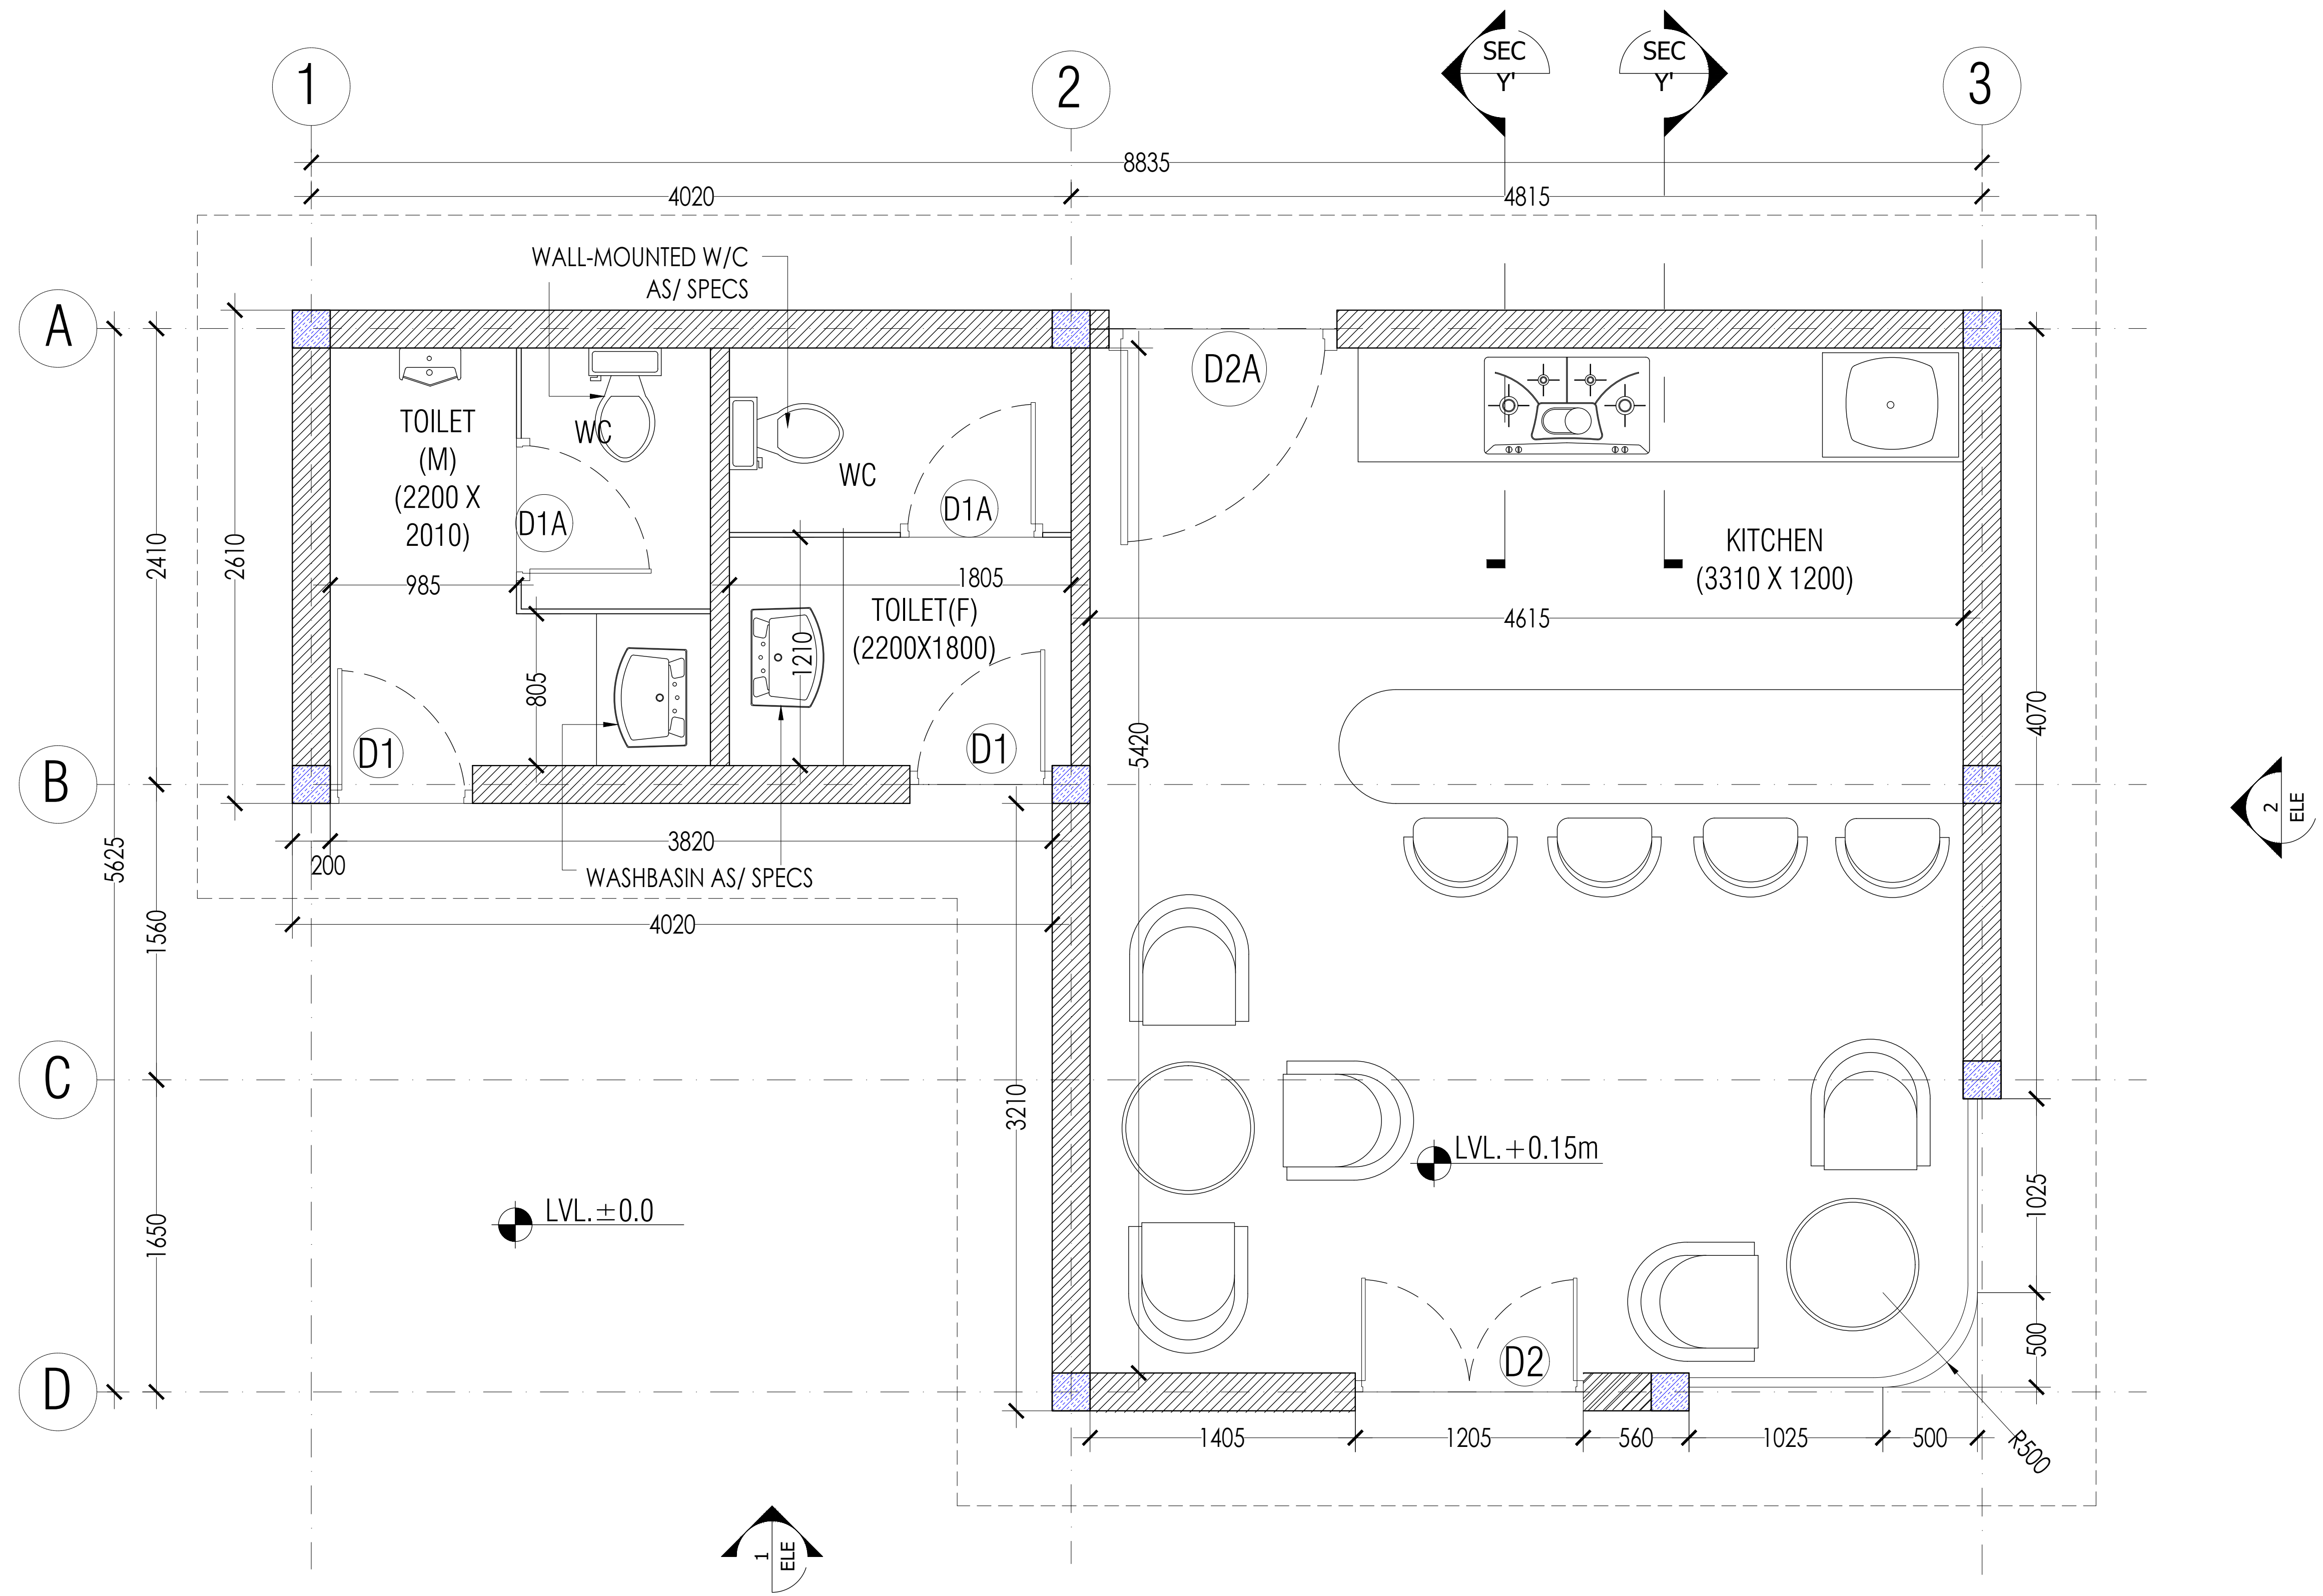 SEC
Y'
SEC
Y'
1
2
3
8835
4020
4815
WALL-MOUNTED W/C
AS/ SPECS
A
D2A
TOILET
(M)
(2200 X
2010)
WC
WC
D1A
D1A
2410
2610
KITCHEN
(3310 X 1200)
985
1805
TOILET(F)
(2200X1800)
4615
1210
805
4070
5420
D1
D1
B
2
ELE
3820
5625
200
WASHBASIN AS/ SPECS
4020
1560
C
3210
LVL.+0.15m
LVL.±0.0
1025
1650
500
D2
D
1405
1205
560
1025
500
R500
1
ELE